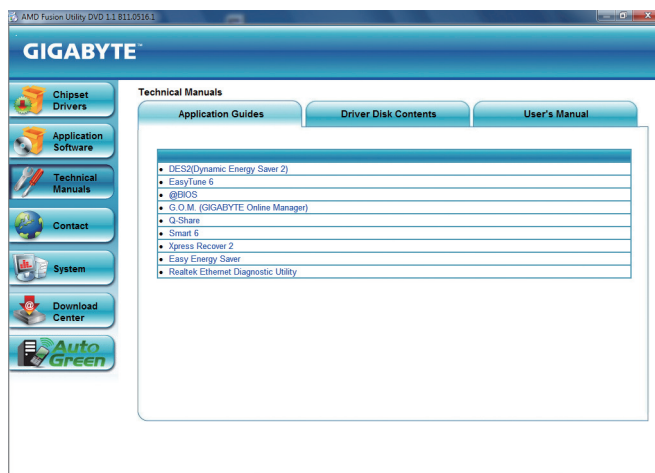 AMD Fusion Utility DVD 1.1 B11.0516.1
GIGABYTE™
Chipset
Drivers
Application
Software
Technical
Manuals
Contact
System
Download
Center
Auto
Green
Technical Manuals
Application Guides
Driver Disk Contents
User's Manual
• DES2(Dynamic Energy Saver 2)
• EasyTune 6
• @BIOS
• G.O.M. (GIGABYTE Online Manager)
• Q-Share
• Smart 6
• Xpress Recover 2
• Easy Energy Saver
• Realtek Ethernet Diagnostic Utility